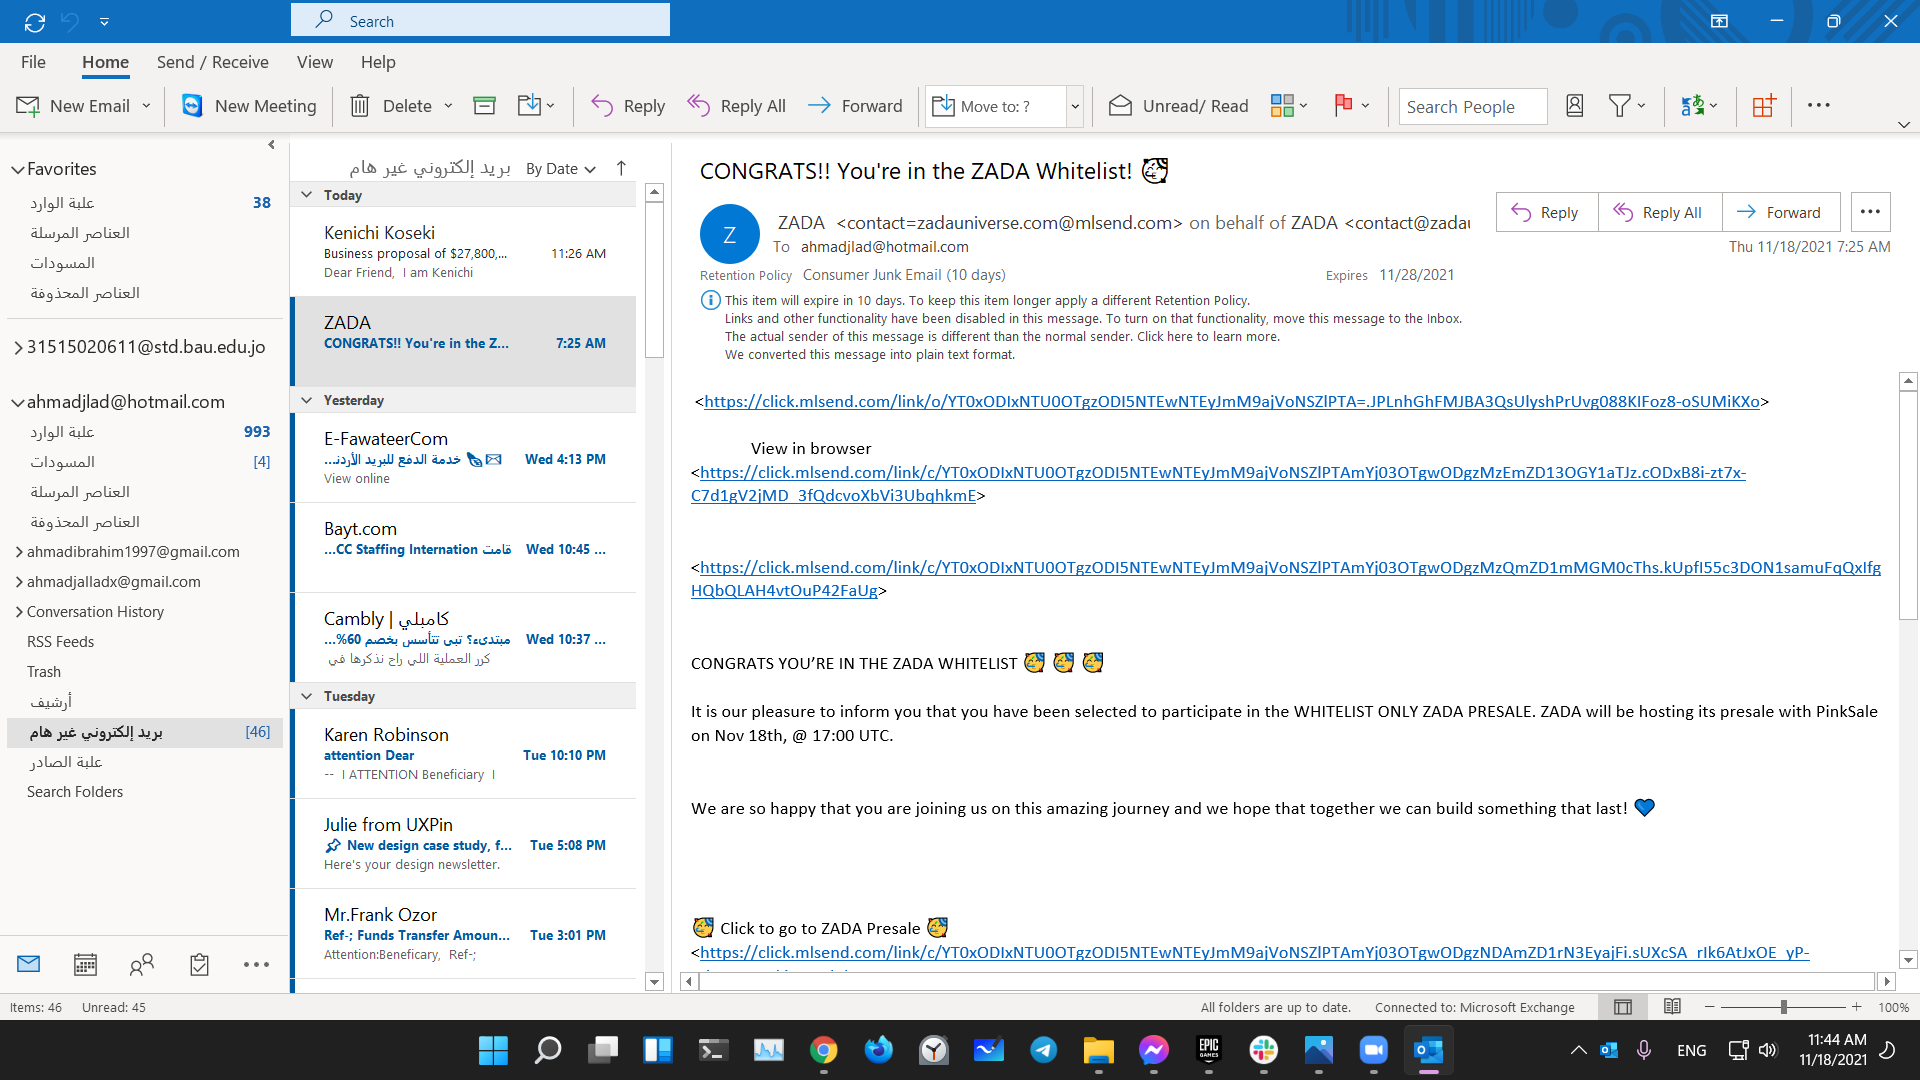 Search
File
Home
Send / Receive
View
Help
New Email
New Meeting
Delete
Reply
Reply All
Forward
Move to: ?
Unread/ Read
Search People
Favorites
علبة الوارد 38
العناصر المرسلة
المسودات
العناصر المحذوفة
31515020611@std.bau.edu.jo
ahmadjlad@hotmail.com
علبة الوارد 993
المسودات [4]
العناصر المرسلة
العناصر المحذوفة
ahmadibrahim1997@gmail.com
ahmadjalladx@gmail.com
Conversation History
RSS Feeds
Trash
أرشيف
بريد إلكتروني غير هام [46]
علبة الصادر
Search Folders
بريد إلكتروني غير هام By Date
Today
Kenichi Koseki
Business proposal of $27,800,... 11:26 AM
Dear Friend, I am Kenichi
ZADA
CONGRATS!! You're in the Z... 7:25 AM
Yesterday
E-FawateerCom
خدمة الدفع للبريد الأردنـ... Wed 4:13 PM
View online
Bayt.com
قامت CC Staffing Internation... Wed 10:45 ...
Cambly | كامبلي
مبتدىء؟ تبي تتأسس بخصم 60%... Wed 10:37 ...
كرر العملية اللي راح نذكرها في
Tuesday
Karen Robinson
attention Dear Tue 10:10 PM
-- I ATTENTION Beneficiary I
Julie from UXPin
New design case study, f... Tue 5:08 PM
Here's your design newsletter.
Mr.Frank Ozor
Ref-; Funds Transfer Amoun... Tue 3:01 PM
Attention:Beneficary, Ref-;
CONGRATS!! You're in the ZADA Whitelist! 🥳
Z
ZADA <contact=zadauniverse.com@mlsend.com> on behalf of ZADA <contact@zadau
To ahmadjlad@hotmail.com
Reply
Reply All
Forward
Thu 11/18/2021 7:25 AM
Retention Policy Consumer Junk Email (10 days) Expires 11/28/2021
This item will expire in 10 days. To keep this item longer apply a different Retention Policy.
Links and other functionality have been disabled in this message. To turn on that functionality, move this message to the Inbox.
The actual sender of this message is different than the normal sender. Click here to learn more.
We converted this message into plain text format.
<https://click.mlsend.com/link/o/YT0xODIxNTU0OTgzODI5NTEwNTEyJmM9ajVoNSZlPTA=.JPLnhGhFMJBA3QsUlyshPrUvg088KIFoz8-oSUMiKXo>
View in browser
<https://click.mlsend.com/link/c/YT0xODIxNTU0OTgzODI5NTEwNTEyJmM9ajVoNSZlPTAmYj03OTgwODgzMzEmZD13OGY1aTJz.cODxB8i-zt7x-
C7d1gV2jMD_3fQdcvoXbVi3UbqhkmE>
<https://click.mlsend.com/link/c/YT0xODIxNTU0OTgzODI5NTEwNTEyJmM9ajVoNSZlPTAmYj03OTgwODgzMzQmZD1mMGM0cThs.kUpfI55c3DON1samuFqQxIfg
HQbQLAH4vtOuP42FaUg>
CONGRATS YOU’RE IN THE ZADA WHITELIST 🥳 🥳 🥳
It is our pleasure to inform you that you have been selected to participate in the WHITELIST ONLY ZADA PRESALE. ZADA will be hosting its presale with PinkSale
on Nov 18th, @ 17:00 UTC.
We are so happy that you are joining us on this amazing journey and we hope that together we can build something that last! 💙
🥳 Click to go to ZADA Presale 🥳
<https://click.mlsend.com/link/c/YT0xODIxNTU0OTgzODI5NTEwNTEyJmM9ajVoNSZlPTAmYj03OTgwODgzNDAmZD1rN3EyajFi.sUXcSA_rIk6AtJxOE_yP-
Items: 46 Unread: 45
All folders are up to date. Connected to: Microsoft Exchange 100%
EPIC GAMES
ENG
11:44 AM
11/18/2021